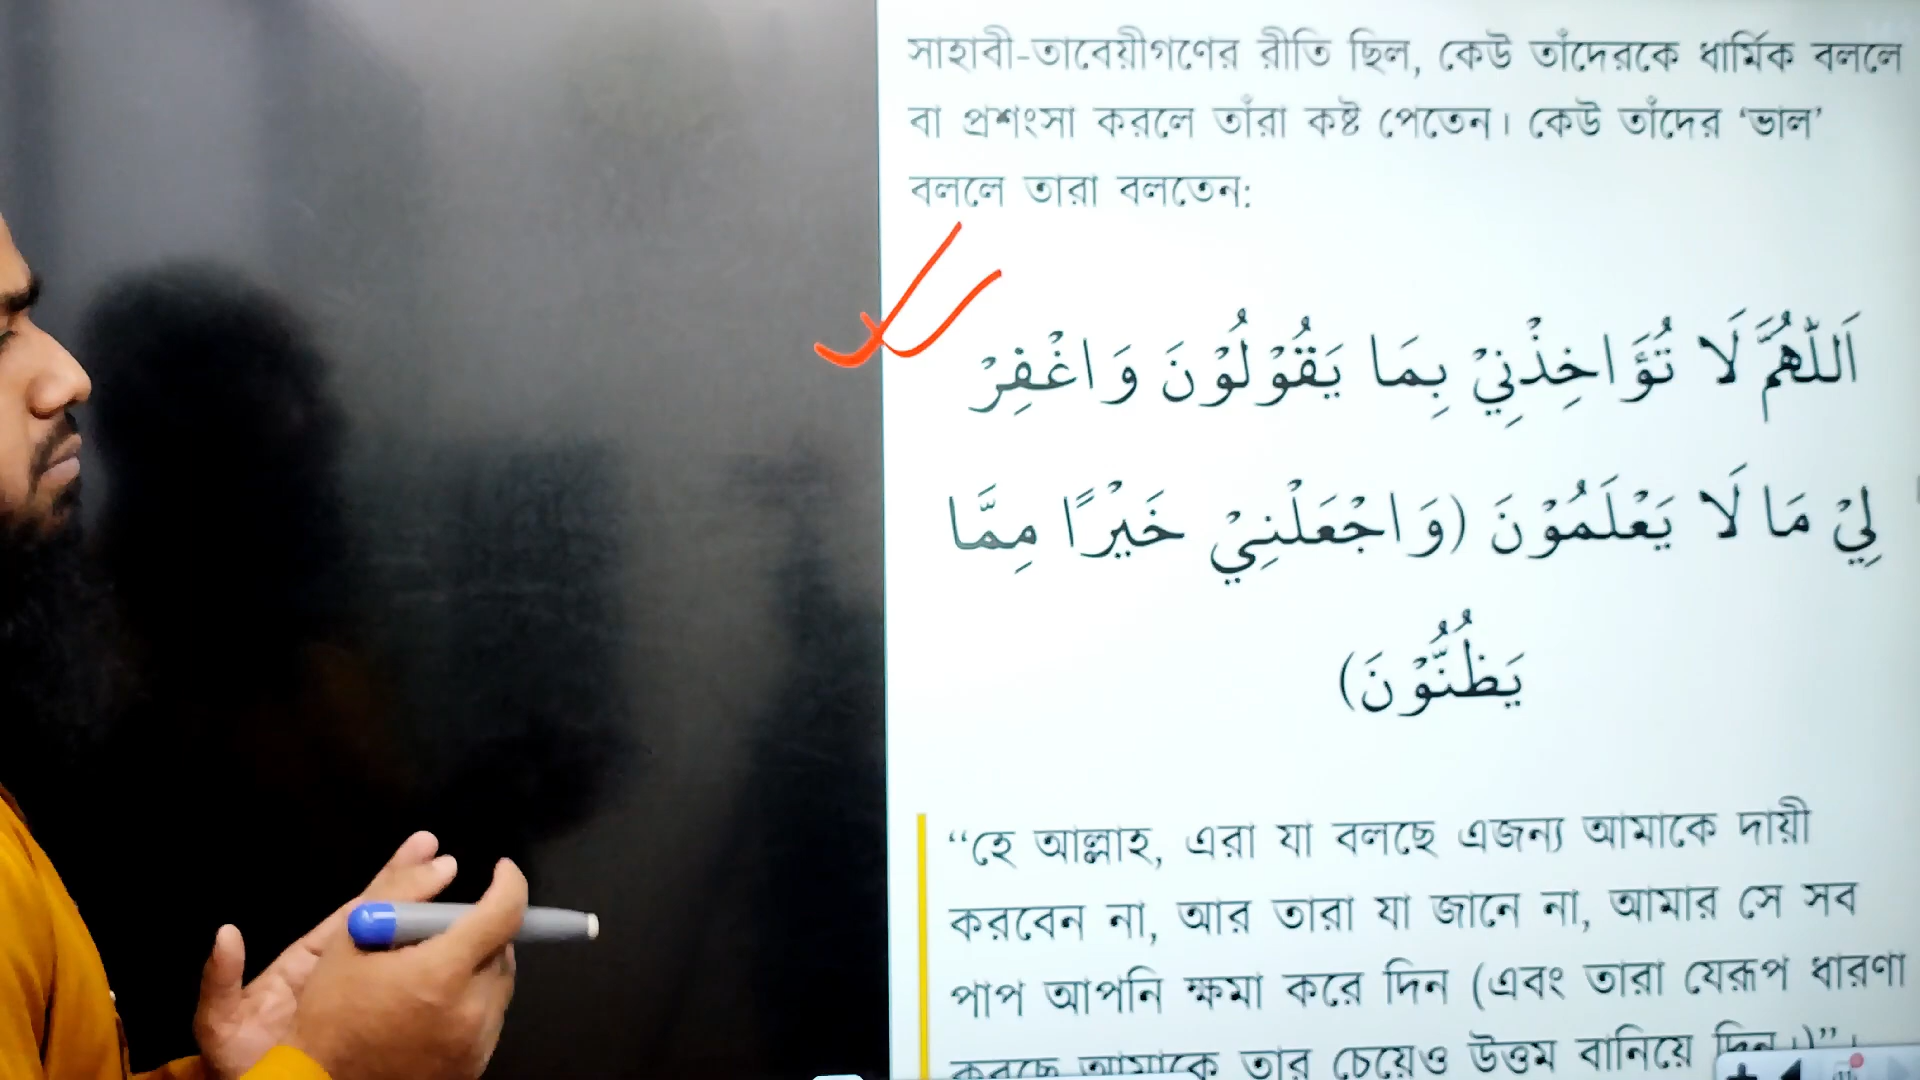 সাহাবী-তাবেয়ীগণের রীতি ছিল, কেউ তাঁদেরকে ধার্মিক বললে
বা প্রশংসা করলে তাঁরা কষ্ট পেতেন। কেউ তাঁদের ‘ভাল’
বললে তারা বলতেন:
اَللّٰهُمَّ لَا تُؤَاخِذْنِيْ بِمَا يَقُوْلُوْنَ وَاغْفِرْ
لِيْ مَا لَا يَعْلَمُوْنَ (وَاجْعَلْنِيْ خَيْرًا مِمَّا
يَظُنُّوْنَ)
“হে আল্লাহ, এরা যা বলছে এজন্য আমাকে দায়ী
করবেন না, আর তারা যা জানে না, আমার সে সব
পাপ আপনি ক্ষমা করে দিন (এবং তারা যেরূপ ধারণা
করছে আমাকে তার চেয়েও উত্তম বানিয়ে দিন।)”।